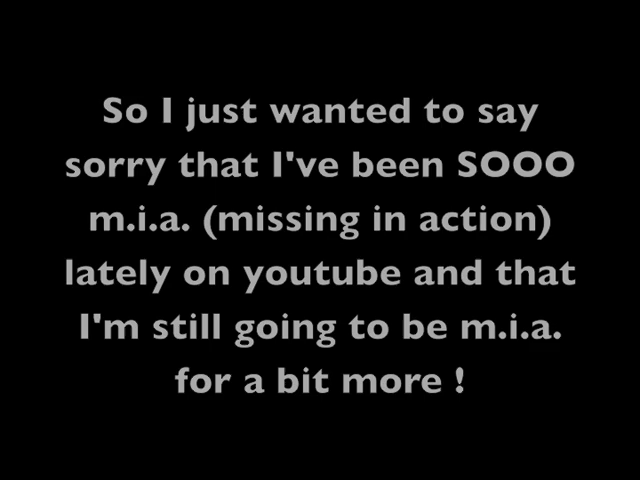 So I just wanted to say
sorry that I've been SOOO
m.i.a. (missing in action)
lately on youtube and that
I'm still going to be m.i.a.
for a bit more !